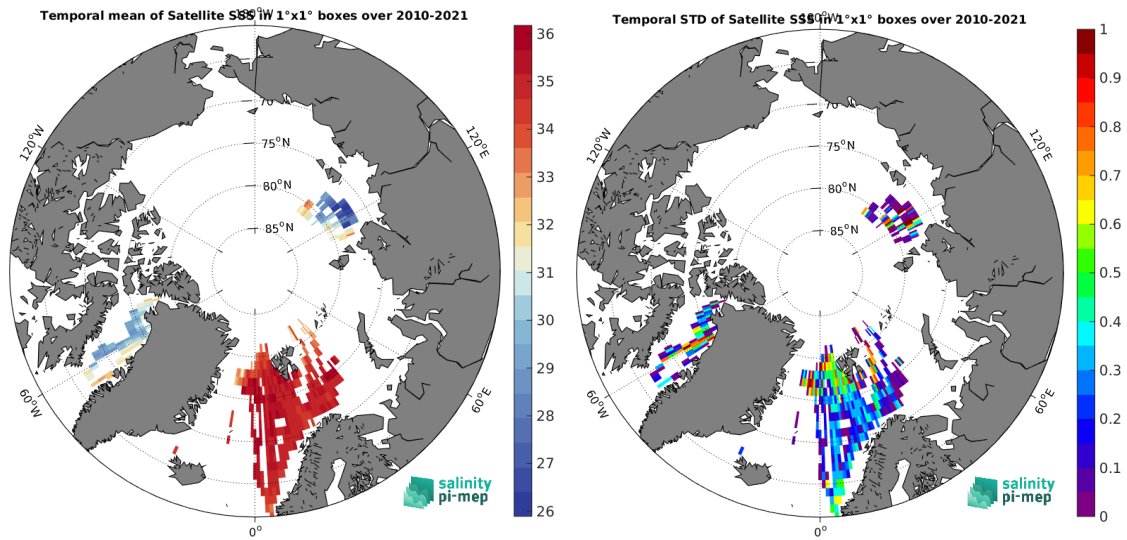 Temporal mean of Satellite SSS in 1°x1° boxes over 2010-2021
180°W
120°W
120°E
70
75°N
80°N
85°N
60°W
60°E
0°
36
35
34
33
32
31
30
29
28
27
26
salinity
pi-mep
Temporal STD of Satellite SSS in 1°x1° boxes over 2010-2021
180°W
120°W
120°E
70
75°N
80°N
85°N
60°W
60°E
0°
1
0.9
0.8
0.7
0.6
0.5
0.4
0.3
0.2
0.1
0
salinity
pi-mep